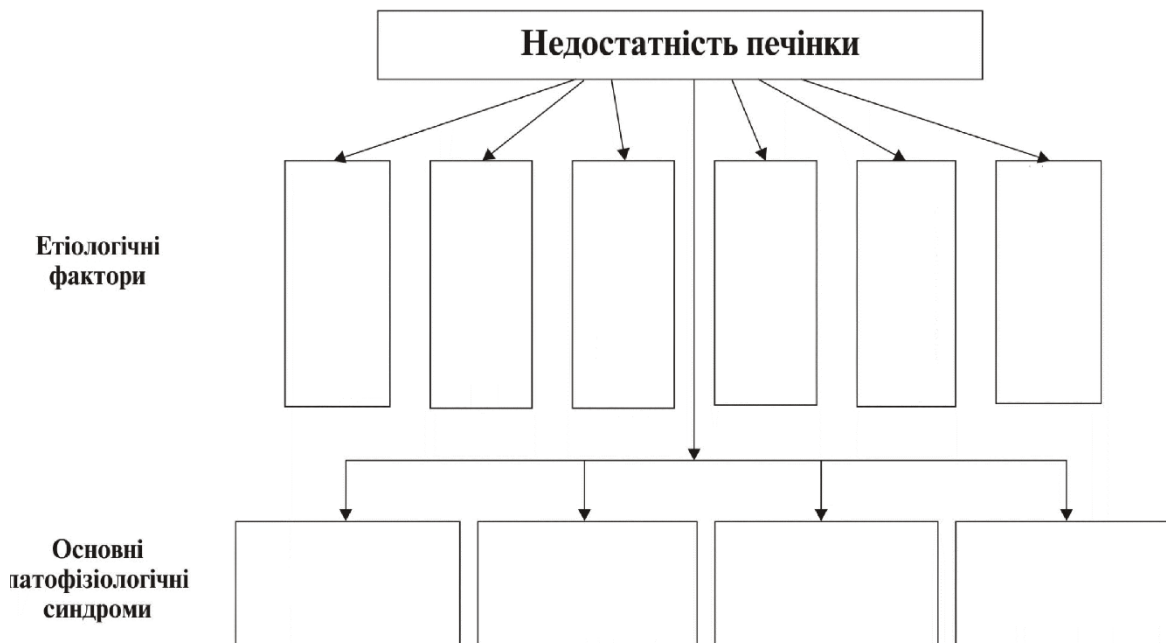 Недостатність печінки
Етіологічні
фактори
Основні
патофізіологічні
синдроми